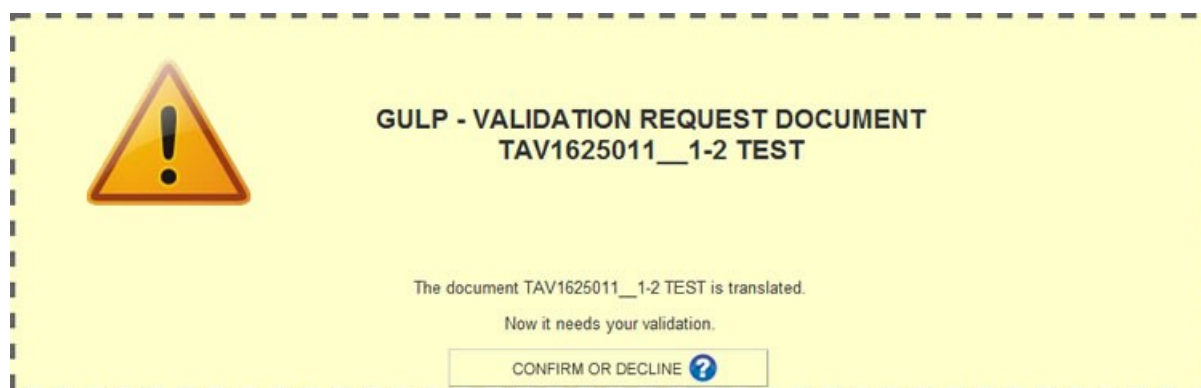 GULP - VALIDATION REQUEST DOCUMENT
TAV1625011__1-2 TEST
The document TAV1625011__1-2 TEST is translated.
Now it needs your validation.
CONFIRM OR DECLINE ?